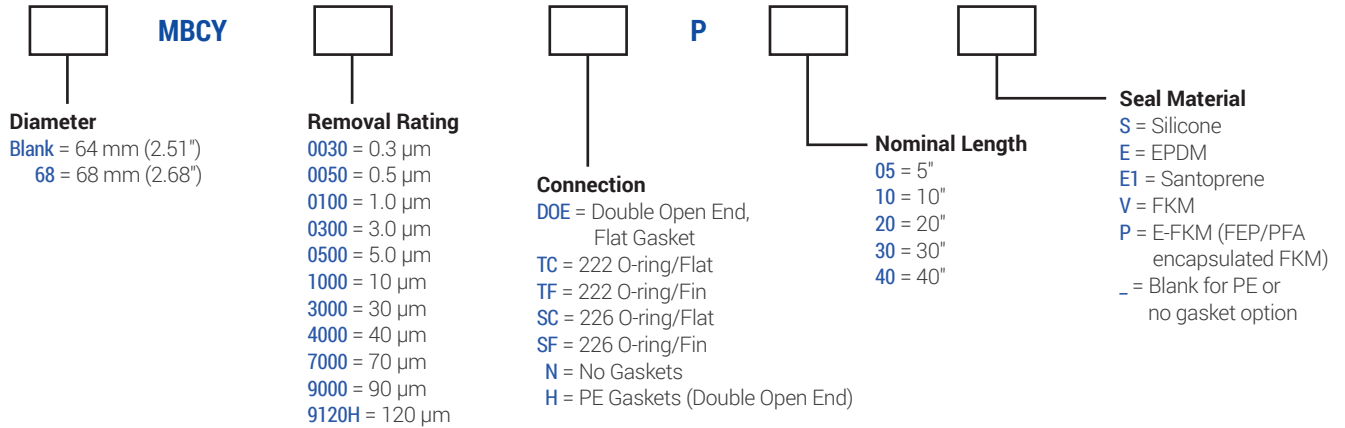 MBCY
P
Diameter
Blank = 64 mm (2.51")
68 = 68 mm (2.68")
Removal Rating
0030 = 0.3 µm
0050 = 0.5 µm
0100 = 1.0 µm
0300 = 3.0 µm
0500 = 5.0 µm
1000 = 10 µm
3000 = 30 µm
4000 = 40 µm
7000 = 70 µm
9000 = 90 µm
9120H = 120 µm
Connection
DOE = Double Open End,
Flat Gasket
TC = 222 O-ring/Flat
TF = 222 O-ring/Fin
SC = 226 O-ring/Flat
SF = 226 O-ring/Fin
N = No Gaskets
H = PE Gaskets (Double Open End)
Nominal Length
05 = 5"
10 = 10"
20 = 20"
30 = 30"
40 = 40"
Seal Material
S = Silicone
E = EPDM
E1 = Santoprene
V = FKM
P = E-FKM (FEP/PFA
encapsulated FKM)
_ = Blank for PE or
no gasket option